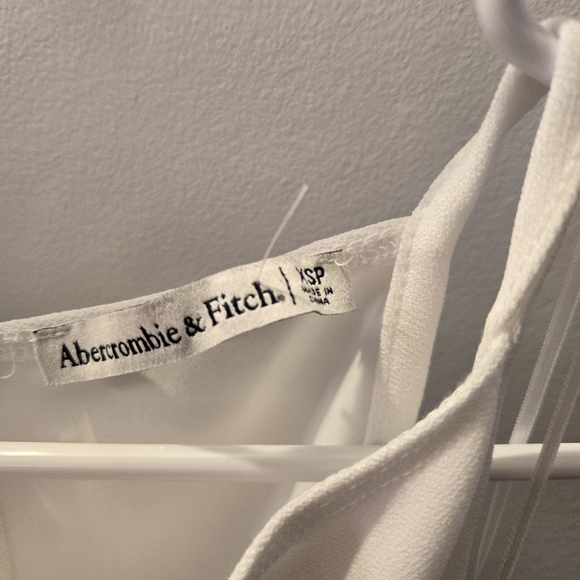 Abercrombie & Fitch
XSP
MADE IN
CHINA